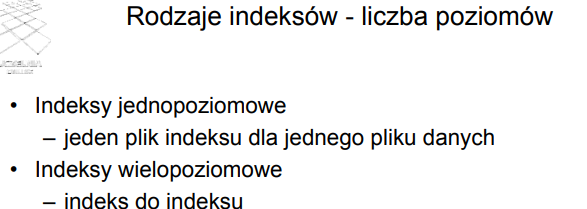 Rodzaje indeksów - liczba poziomów
• Indeksy jednopoziomowe
– jeden plik indeksu dla jednego pliku danych
• Indeksy wielopoziomowe
– indeks do indeksu